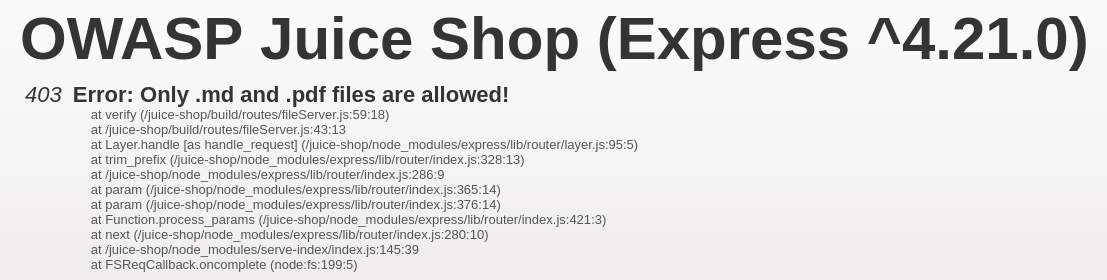 OWASP Juice Shop (Express ^4.21.0)
403 Error: Only .md and .pdf files are allowed!
at verify (/juice-shop/build/routes/fileServer.js:59:18)
at /juice-shop/build/routes/fileServer.js:43:13
at Layer.handle [as handle_request] (/juice-shop/node_modules/express/lib/router/layer.js:95:5)
at trim_prefix (/juice-shop/node_modules/express/lib/router/index.js:328:13)
at /juice-shop/node_modules/express/lib/router/index.js:286:9
at param (/juice-shop/node_modules/express/lib/router/index.js:365:14)
at param (/juice-shop/node_modules/express/lib/router/index.js:376:14)
at Function.process_params (/juice-shop/node_modules/express/lib/router/index.js:421:3)
at next (/juice-shop/node_modules/express/lib/router/index.js:280:10)
at /juice-shop/node_modules/serve-index/index.js:145:39
at FSReqCallback.oncomplete (node:fs:199:5)